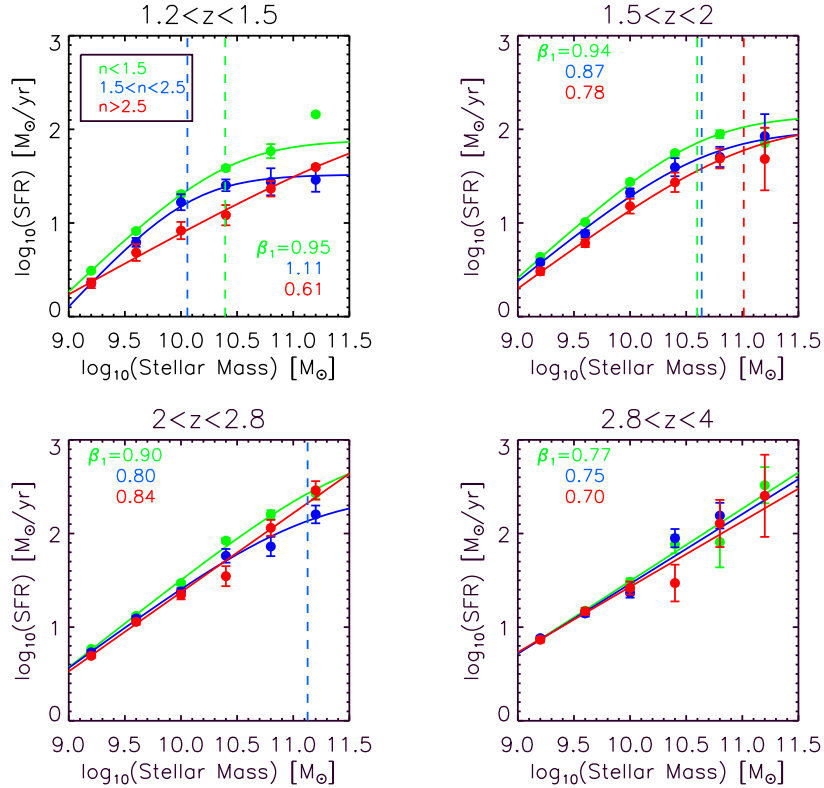 1.2<z<1.5
3
2
1
0
log₁₀(SFR) [M⊙/yr]
n<1.5
1.5<n<2.5
n>2.5
β₁=0.95
1.11
0.61
9.0 9.5 10.0 10.5 11.0 11.5
log₁₀(Stellar Mass) [M⊙]
1.5<z<2
3
2
1
0
log₁₀(SFR) [M⊙/yr]
β₁=0.94
0.87
0.78
9.0 9.5 10.0 10.5 11.0 11.5
log₁₀(Stellar Mass) [M⊙]
2<z<2.8
3
2
1
0
log₁₀(SFR) [M⊙/yr]
β₁=0.90
0.80
0.84
9.0 9.5 10.0 10.5 11.0 11.5
log₁₀(Stellar Mass) [M⊙]
2.8<z<4
3
2
1
0
log₁₀(SFR) [M⊙/yr]
β₁=0.77
0.75
0.70
9.0 9.5 10.0 10.5 11.0 11.5
log₁₀(Stellar Mass) [M⊙]